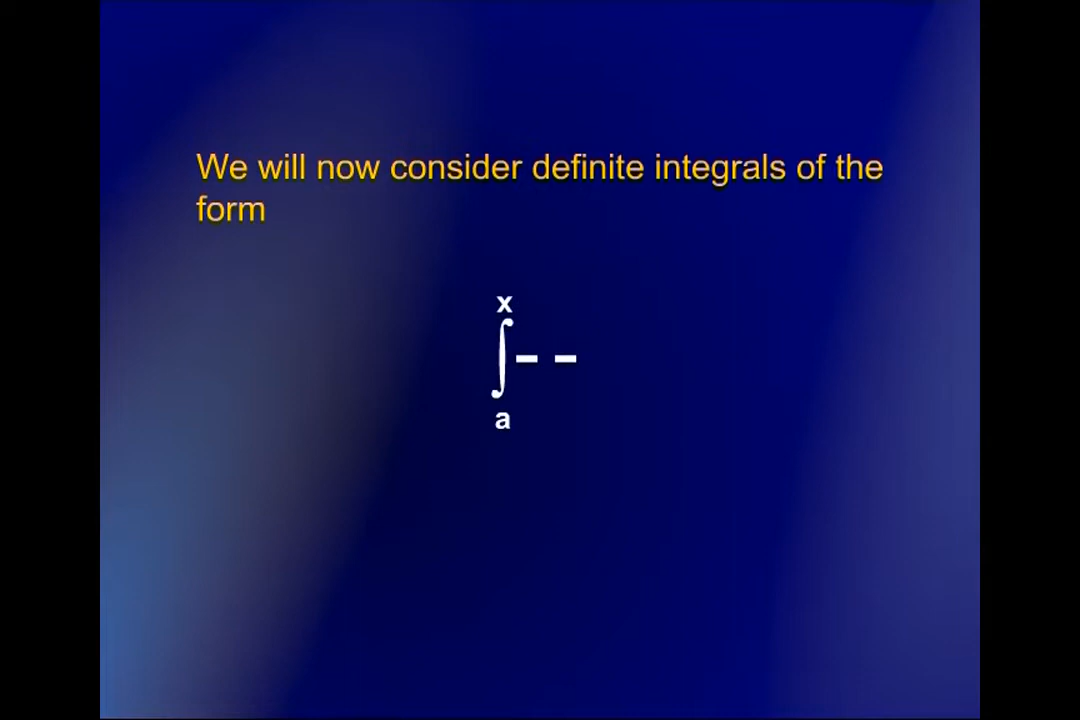 We will now consider definite integrals of the
form
x
∫– –
a